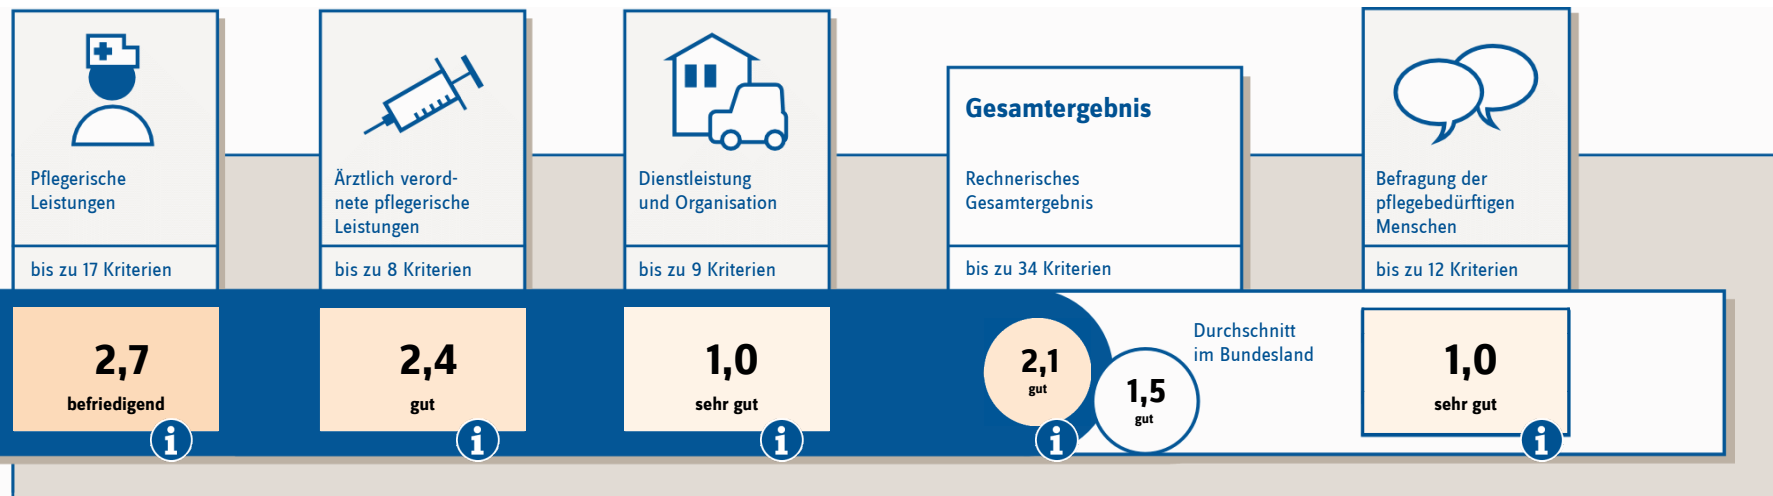 Pflegerische
Leistungen
bis zu 17 Kriterien
2,7
befriedigend
i
Ärztlich verord-
nete pflegerische
Leistungen
bis zu 8 Kriterien
2,4
gut
i
Dienstleistung
und Organisation
bis zu 9 Kriterien
1,0
sehr gut
i
Gesamtergebnis
Rechnerisches
Gesamtergebnis
bis zu 34 Kriterien
2,1
gut
i
1,5
gut
Durchschnitt
im Bundesland
Befragung der
pflegebedürftigen
Menschen
bis zu 12 Kriterien
1,0
sehr gut
i